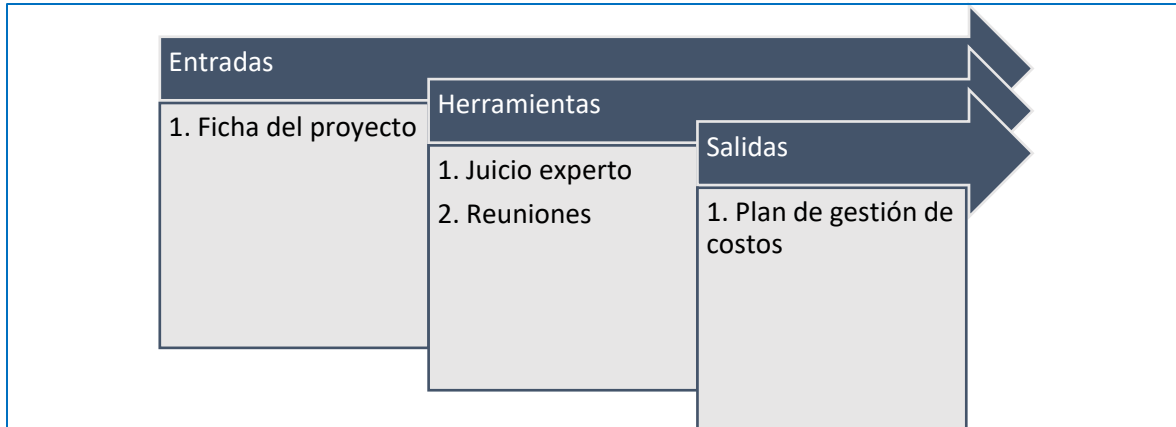 Entradas
1. Ficha del proyecto
Herramientas
1. Juicio experto
2. Reuniones
Salidas
1. Plan de gestión de
costos